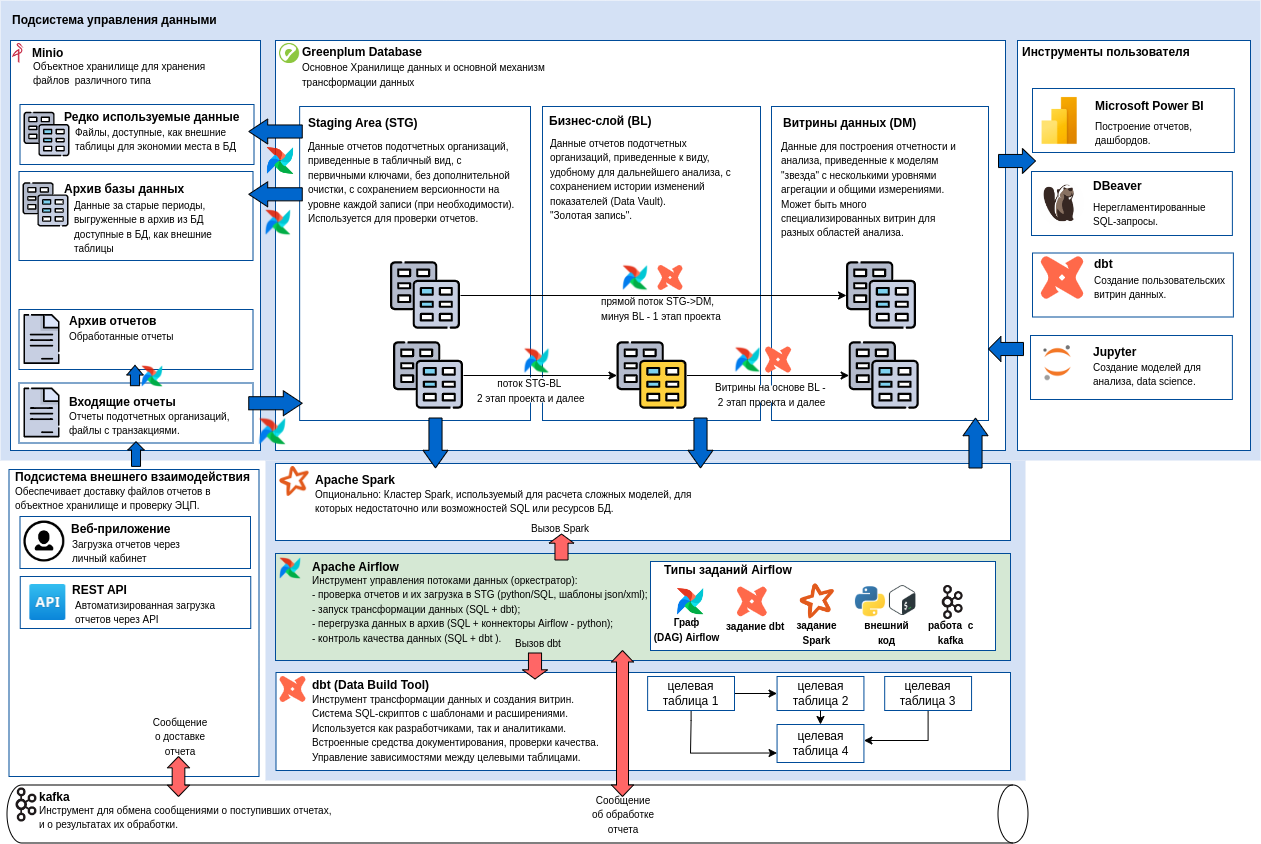 Подсистема управления данными
Minio
Объектное хранилище для хранения
файлов различного типа
Редко используемые данные
Файлы, доступные, как внешние
таблицы для экономии места в БД
Архив базы данных
Данные за старые периоды,
выгруженные в архив из БД
доступные в БД, как внешние
таблицы
Архив отчетов
Обработанные отчеты
Входящие отчеты
Отчеты подотчетных организаций,
файлы с транзакциями.
Greenplum Database
Основное Хранилище данных и основной механизм
трансформации данных
Staging Area (STG)
Данные отчетов подотчетных организаций,
приведенные в табличный вид, с
первичными ключами, без дополнительной
очистки, с сохранением версионности на
уровне каждой записи (при необходимости).
Используется для проверки отчетов.
Бизнес-слой (BL)
Данные отчетов подотчетных
организаций, приведенные к виду,
удобному для дальнейшего анализа, с
сохранением истории изменений
показателей (Data Vault).
"Золотая запись".
Витрины данных (DM)
Данные для построения отчетности и
анализа, приведенные к моделям
"звезда" с несколькими уровнями
агрегации и общими измерениями.
Может быть много
специализированных витрин для
разных областей анализа.
прямой поток STG->DM,
минуя BL - 1 этап проекта
поток STG-BL
2 этап проекта и далее
Витрины на основе BL -
2 этап проекта и далее
Инструменты пользователя
Microsoft Power BI
Построение отчетов,
дашбордов.
DBeaver
Нерегламентированные
SQL-запросы.
dbt
Создание пользовательских
витрин данных.
Jupyter
Создание моделей для
анализа, data science.
Подсистема внешнего взаимодействия
Обеспечивает доставку файлов отчетов в
объектное хранилище и проверку ЭЦП.
Веб-приложение
Загрузка отчетов через
личный кабинет
API
REST API
Автоматизированная загрузка
отчетов через API
Сообщение
о доставке
отчета
Apache Spark
Опционально: Кластер Spark, используемый для расчета сложных моделей, для
которых недостаточно или возможностей SQL или ресурсов БД.
Вызов Spark
Apache Airflow
Инструмент управления потоками данных (оркестратор):
- проверка отчетов и их загрузка в STG (python/SQL, шаблоны json/xml);
- запуск трансформации данных (SQL + dbt);
- перегрузка данных в архив (SQL + коннекторы Airflow - python);
- контроль качества данных (SQL + dbt ).
Вызов dbt
Типы заданий Airflow
Граф
(DAG) Airflow
задание dbt
задание
Spark
внешний
код
работа с
kafka
dbt (Data Build Tool)
Инструмент трансформации данных и создания витрин.
Система SQL-скриптов с шаблонами и расширениями.
Используется как разработчиками, так и аналитиками.
Встроенные средства документирования, проверки качества.
Управление зависимостями между целевыми таблицами.
целевая
таблица 1
целевая
таблица 2
целевая
таблица 3
целевая
таблица 4
kafka
Инструмент для обмена сообщениями о поступивших отчетах,
и о результатах их обработки.
Сообщение
об обработке
отчета